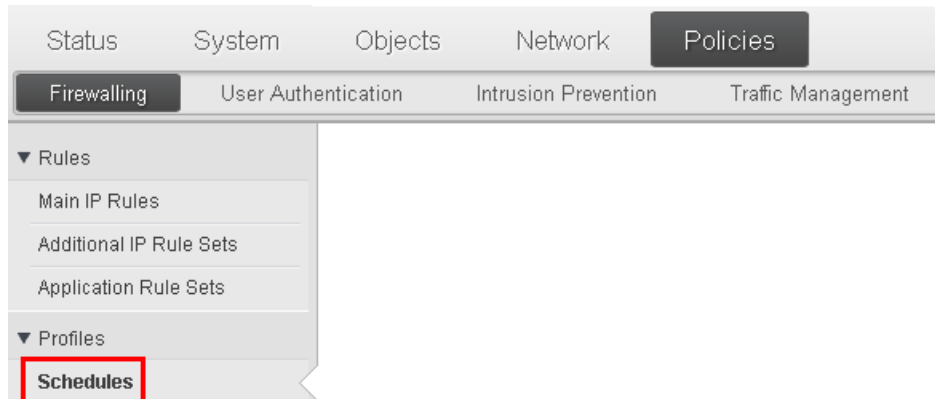 Status System Objects Network Policies
Firewalling User Authentication Intrusion Prevention Traffic Management
▼ Rules
Main IP Rules
Additional IP Rule Sets
Application Rule Sets
▼ Profiles
Schedules